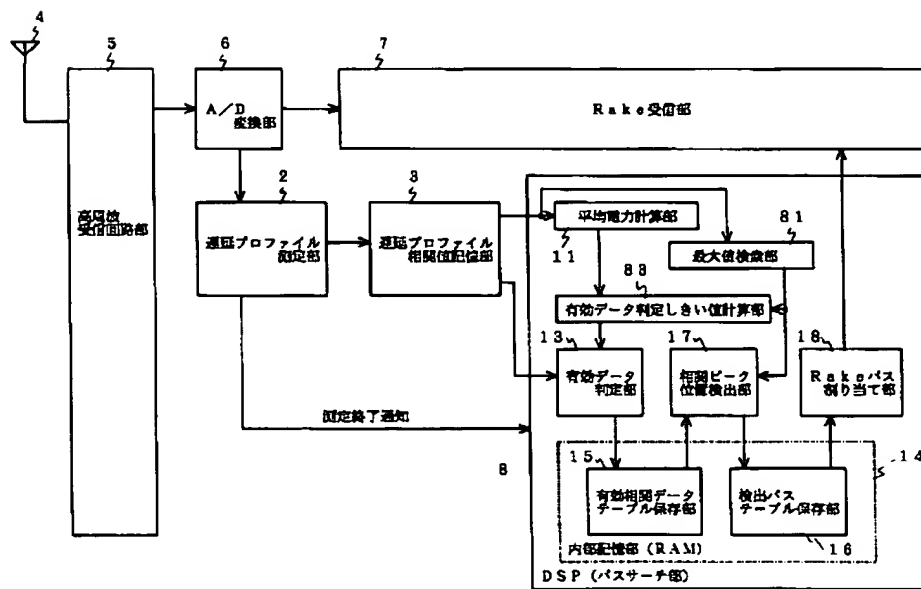 4
5
6
7
A/D
変換部
Rake受信部
2
3
高周波
受信回路部
遅延プロファイル
測定部
遅延プロファイル
相関値記憶部
平均電力計算部
11
81
最大値検索部
83
有効データ判定しきい値計算部
13
17
18
有効データ
判定部
相関ピーク
位置検出部
Rakeパス
割り当て部
測定終了通知
8
15
14
有効相関データ
テーブル保存部
検出パス
テーブル保存部
内部記憶部(RAM)
16
DSP(パスサーチ部)